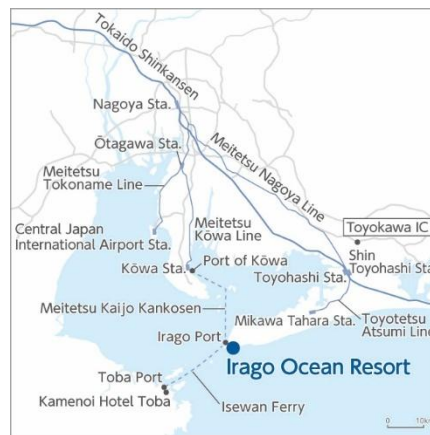 Tokaido Shinkansen
Nagoya Sta.
Ōtagawa Sta.
Meitetsu
Tokoname Line
Meitetsu Nagoya Line
Central Japan
International Airport Sta.
Meitetsu
Kōwa Line
Toyokawa IC
Shin
Toyohashi Sta.
Kōwa Sta.
Port of Kōwa
Toyohashi Sta.
Meitetsu Kaijo Kankosen
Mikawa Tahara Sta.
Toyotetsu
Atsumi Line
Irago Port
Irago Ocean Resort
Toba Port
Kamenoi Hotel Toba
Isewan Ferry
0